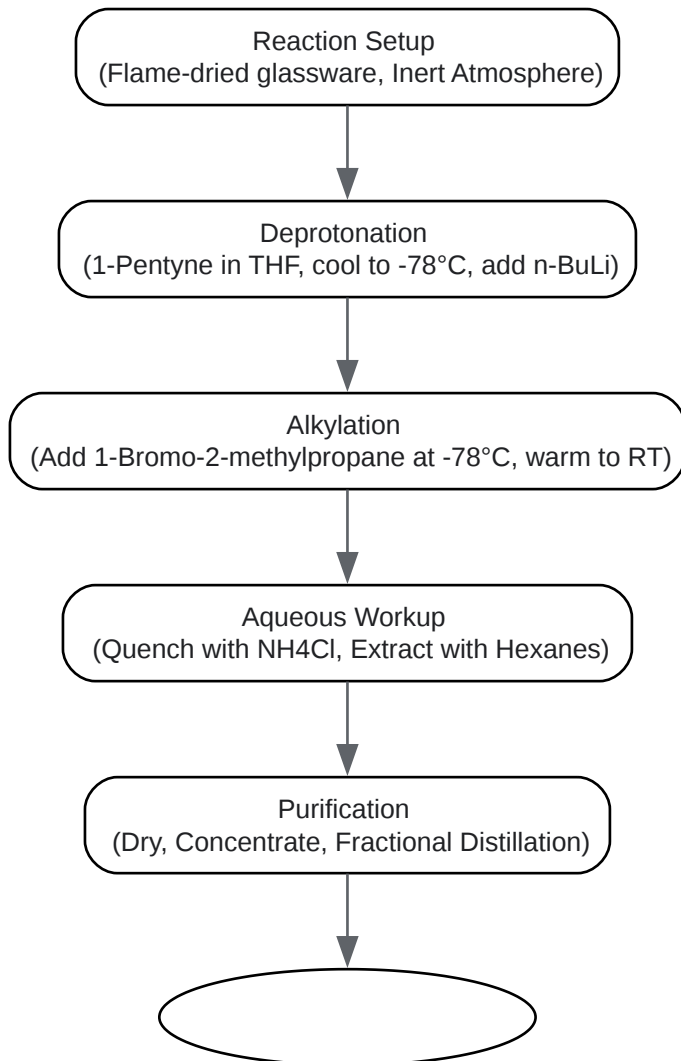 Reaction Setup
(Flame-dried glassware, Inert Atmosphere)
Deprotonation
(1-Pentyne in THF, cool to -78°C, add n-BuLi)
Alkylation
(Add 1-Bromo-2-methylpropane at -78°C, warm to RT)
Aqueous Workup
(Quench with NH4Cl, Extract with Hexanes)
Purification
(Dry, Concentrate, Fractional Distillation)